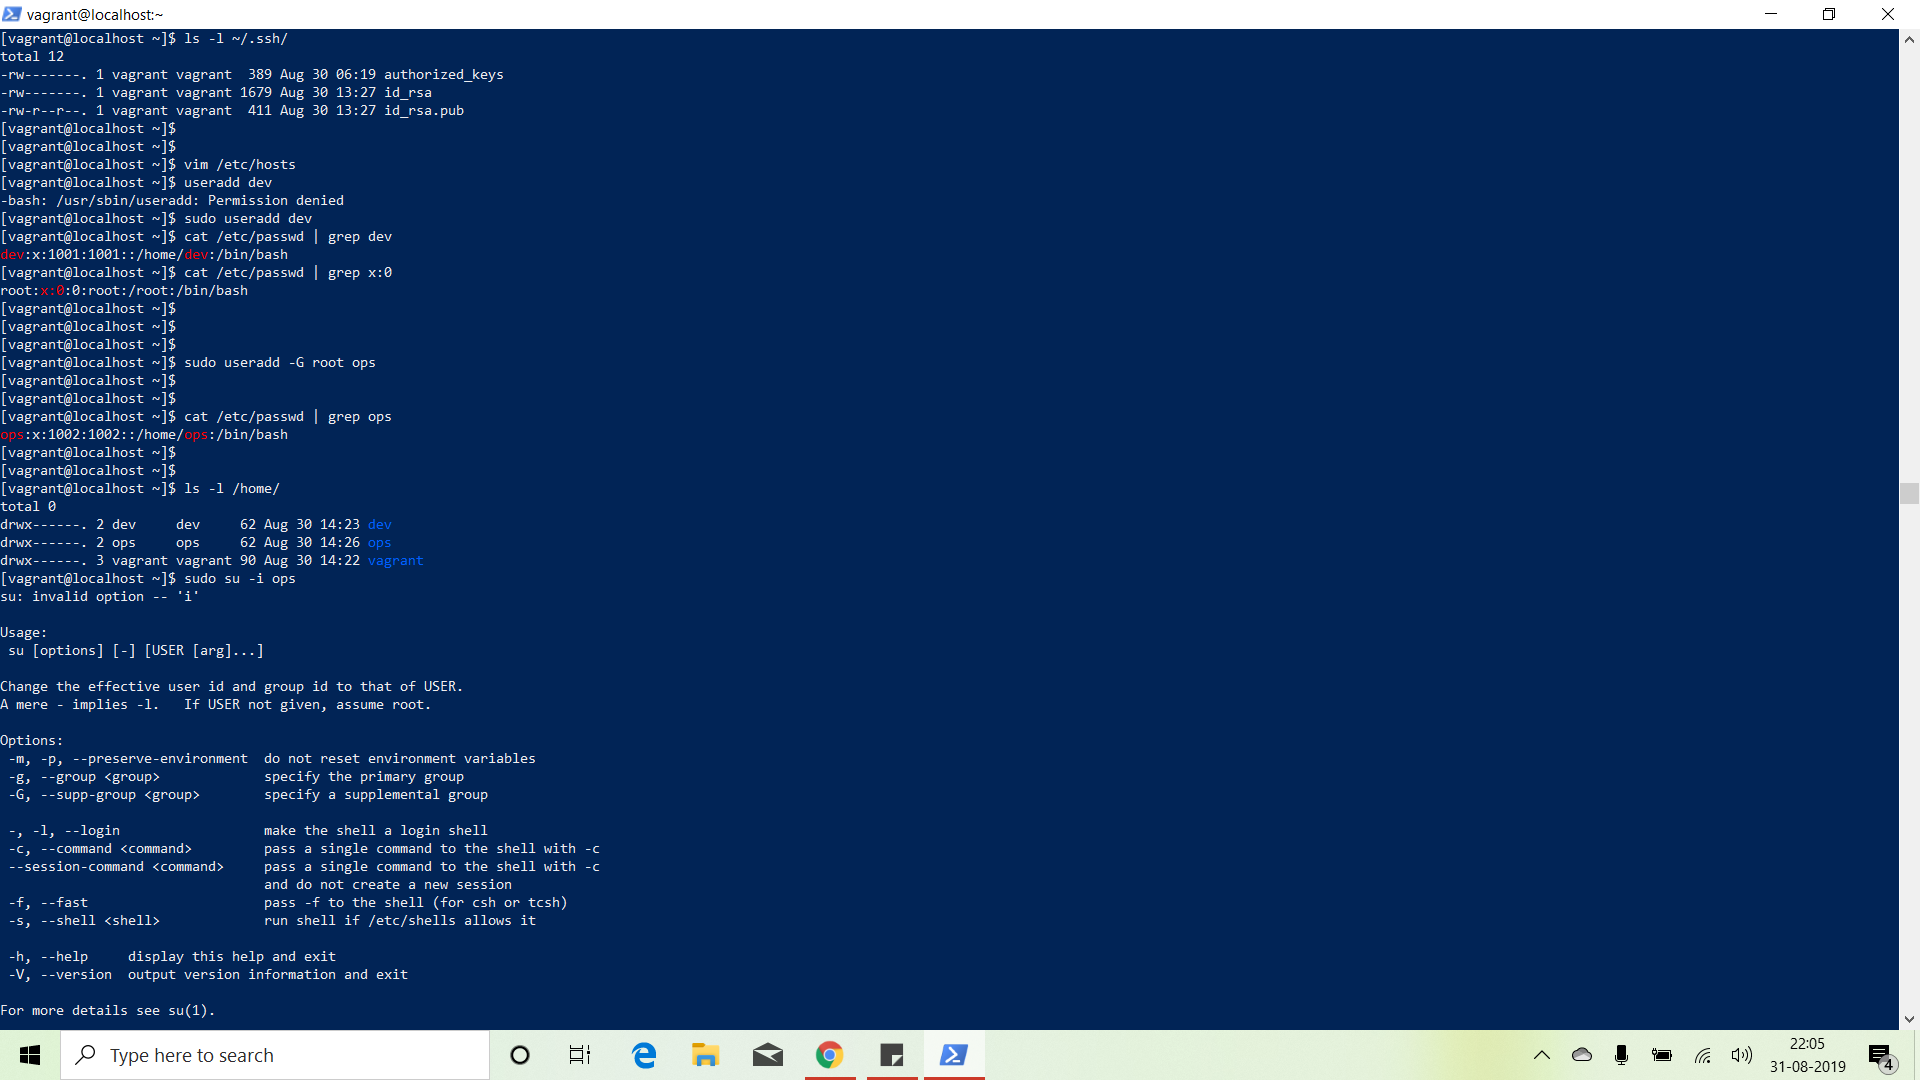 vagrant@localhost:~
[vagrant@localhost ~]$ ls -l ~/.ssh/
total 12
-rw-------. 1 vagrant vagrant  389 Aug 30 06:19 authorized_keys
-rw-------. 1 vagrant vagrant 1679 Aug 30 13:27 id_rsa
-rw-r--r--. 1 vagrant vagrant  411 Aug 30 13:27 id_rsa.pub
[vagrant@localhost ~]$
[vagrant@localhost ~]$
[vagrant@localhost ~]$ vim /etc/hosts
[vagrant@localhost ~]$ useradd dev
-bash: /usr/sbin/useradd: Permission denied
[vagrant@localhost ~]$ sudo useradd dev
[vagrant@localhost ~]$ cat /etc/passwd | grep dev
dev:x:1001:1001::/home/dev:/bin/bash
[vagrant@localhost ~]$ cat /etc/passwd | grep x:0
root:x:0:0:root:/root:/bin/bash
[vagrant@localhost ~]$
[vagrant@localhost ~]$
[vagrant@localhost ~]$
[vagrant@localhost ~]$ sudo useradd -G root ops
[vagrant@localhost ~]$
[vagrant@localhost ~]$
[vagrant@localhost ~]$ cat /etc/passwd | grep ops
ops:x:1002:1002::/home/ops:/bin/bash
[vagrant@localhost ~]$
[vagrant@localhost ~]$
[vagrant@localhost ~]$ ls -l /home/
total 0
drwx------. 2 dev     dev     62 Aug 30 14:23 dev
drwx------. 2 ops     ops     62 Aug 30 14:26 ops
drwx------. 3 vagrant vagrant 90 Aug 30 14:22 vagrant
[vagrant@localhost ~]$ sudo su -i ops
su: invalid option -- 'i'
Usage:
 su [options] [-] [USER [arg]...]
Change the effective user id and group id to that of USER.
A mere - implies -l.   If USER not given, assume root.
Options:
 -m, -p, --preserve-environment  do not reset environment variables
 -g, --group <group>             specify the primary group
 -G, --supp-group <group>        specify a supplemental group
 -, -l, --login                  make the shell a login shell
 -c, --command <command>         pass a single command to the shell with -c
 --session-command <command>     pass a single command to the shell with -c
                                 and do not create a new session
 -f, --fast                      pass -f to the shell (for csh or tcsh)
 -s, --shell <shell>             run shell if /etc/shells allows it
 -h, --help     display this help and exit
 -V, --version  output version information and exit
For more details see su(1).
Type here to search
22:05
31-08-2019
4